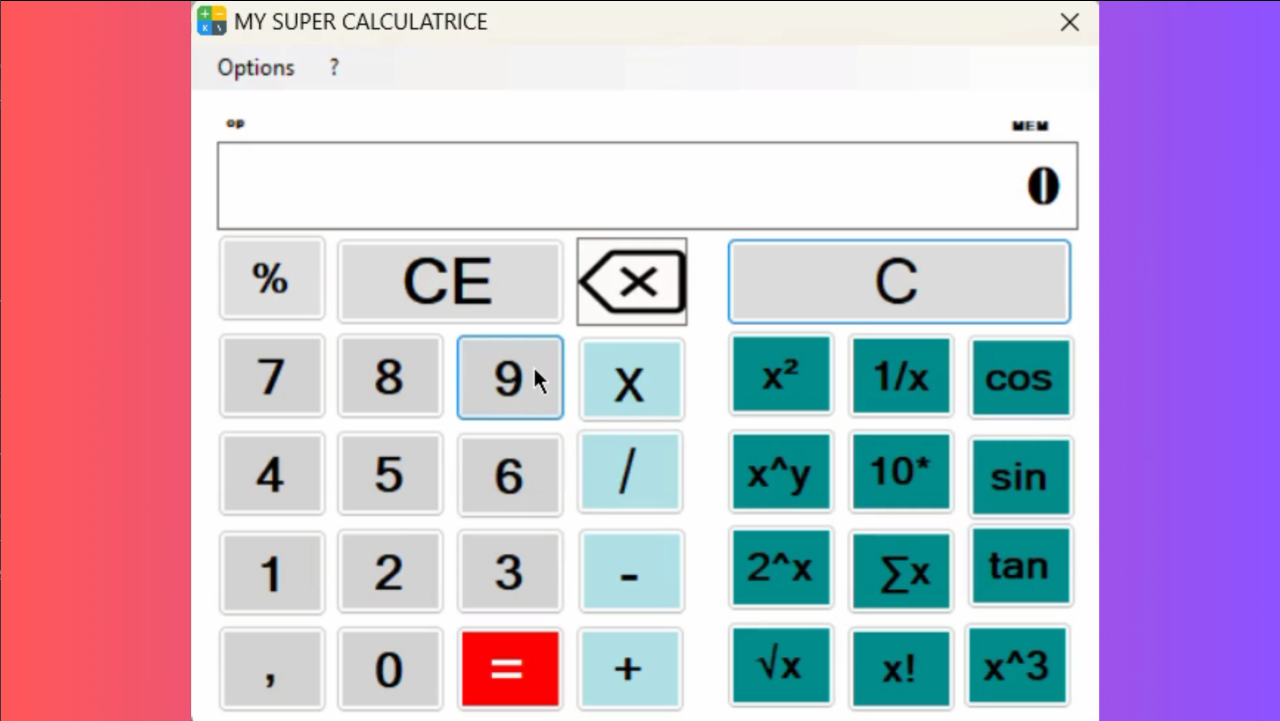 MY SUPER CALCULATRICE
Options ?
op MEM
0
% CE C
7 8 9 x x² 1/x cos
4 5 6 / x^y 10* sin
1 2 3 - 2^x ∑x tan
, 0 = + √x x! x^3